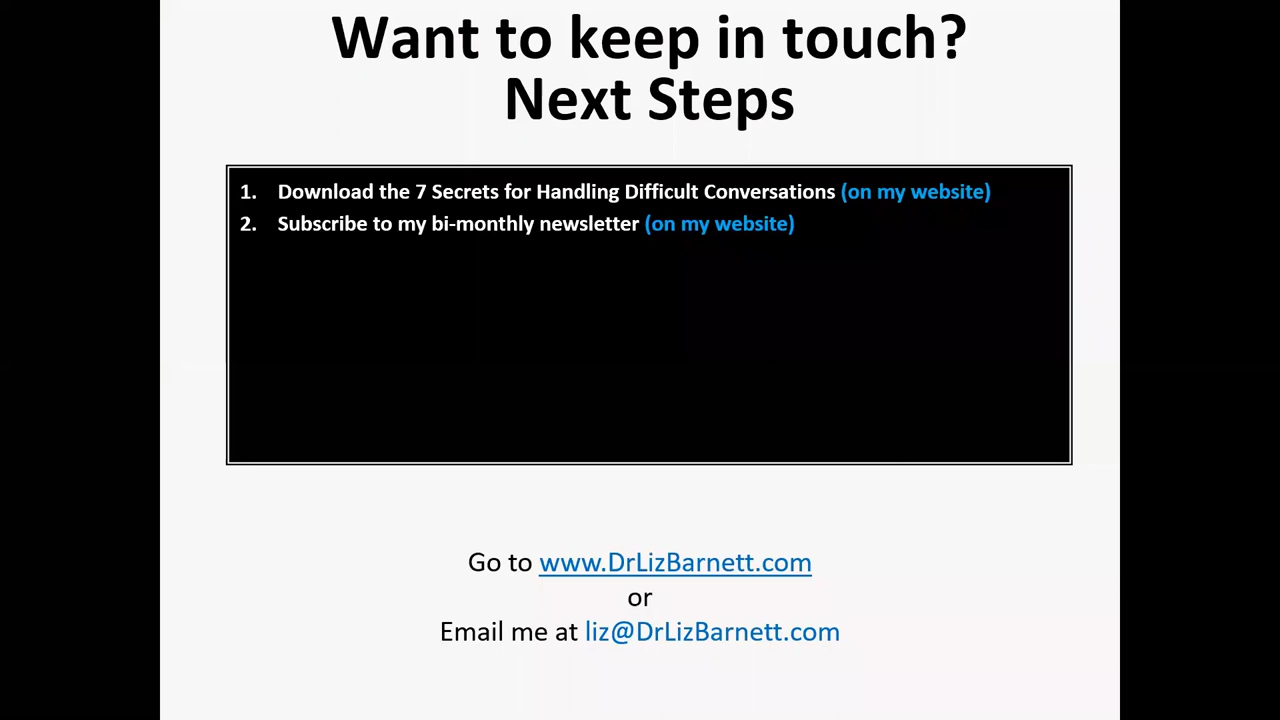 Want to keep in touch?
Next Steps
1. Download the 7 Secrets for Handling Difficult Conversations (on my website)
2. Subscribe to my bi-monthly newsletter (on my website)
Go to www.DrLizBarnett.com
or
Email me at liz@DrLizBarnett.com